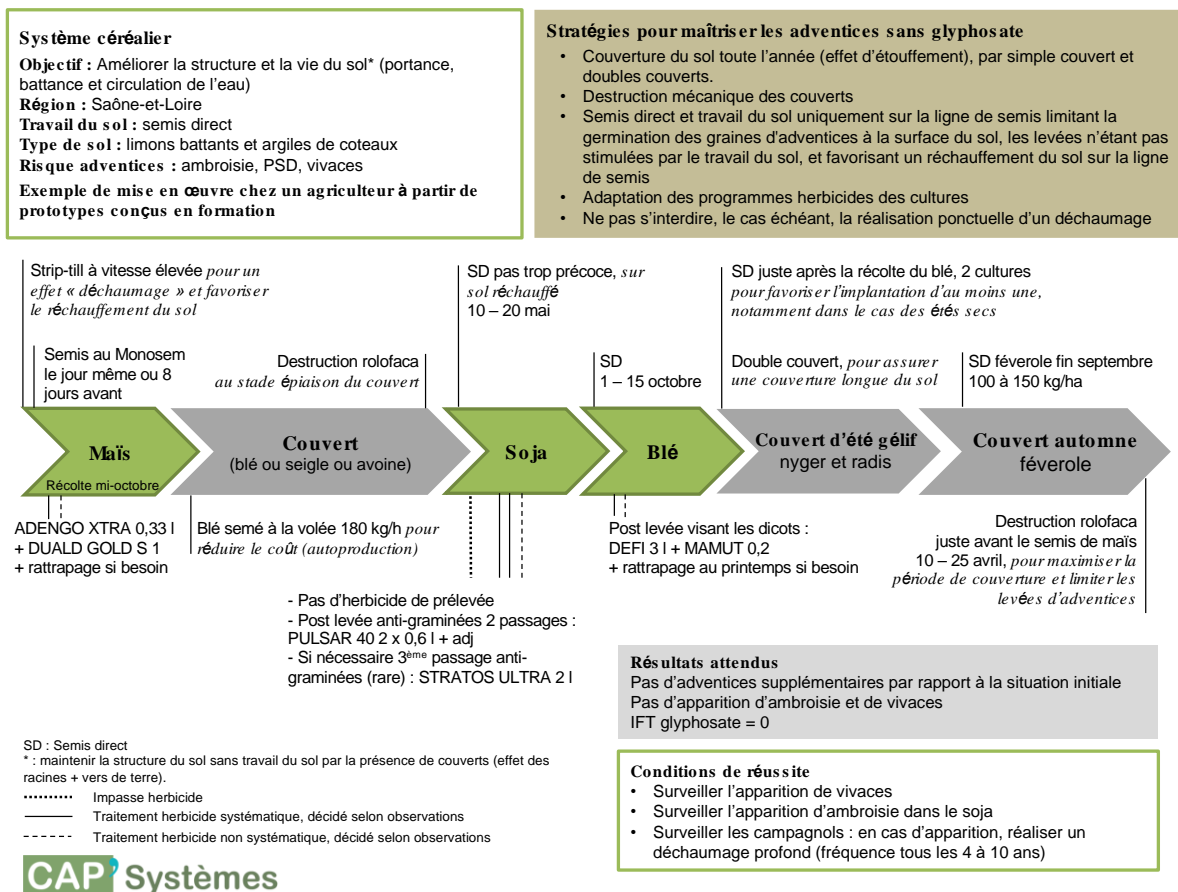 Système céréalier
Objectif : Améliorer la structure et la vie du sol* (portance,
battance et circulation de l'eau)
Région : Saône-et-Loire
Travail du sol : semis direct
Type de sol : limons battants et argiles de coteaux
Risque adventices : ambroisie, PSD, vivaces
Exemple de mise en œuvre chez un agriculteur à partir de
prototypes conçus en formation
Stratégies pour maîtriser les adventices sans glyphosate
• Couverture du sol toute l'année (effet d'étouffement), par simple couvert et
doubles couverts.
• Destruction mécanique des couverts
• Semis direct et travail du sol uniquement sur la ligne de semis limitant la
germination des graines d'adventices à la surface du sol, les levées n'étant pas
stimulées par le travail du sol, et favorisant un réchauffement du sol sur la ligne
de semis
• Adaptation des programmes herbicides des cultures
• Ne pas s'interdire, le cas échéant, la réalisation ponctuelle d'un déchaumage
Strip-till à vitesse élevée pour un
effet « déchaumage » et favoriser
le réchauffement du sol
Semis au Monosem
le jour même ou 8
jours avant
Destruction rolofaca
au stade épiaison du couvert
SD pas trop précoce, sur
sol réchauffé
10 – 20 mai
SD
1 – 15 octobre
SD juste après la récolte du blé, 2 cultures
pour favoriser l'implantation d'au moins une,
notamment dans le cas des étés secs
Double couvert, pour assurer
une couverture longue du sol
SD féverole fin septembre
100 à 150 kg/ha
Maïs
Récolte mi-octobre
Couvert
(blé ou seigle ou avoine)
Soja
Blé
Couvert d'été gélif
nyger et radis
Couvert automne
féverole
ADENGO XTRA 0,33 l
+ DUALD GOLD S 1
+ rattrapage si besoin
Blé semé à la volée 180 kg/h pour
réduire le coût (autoproduction)
- Pas d'herbicide de prélevée
- Post levée anti-graminées 2 passages :
PULSAR 40 2 x 0,6 l + adj
- Si nécessaire 3ème passage anti-
graminées (rare) : STRATOS ULTRA 2 l
Post levée visant les dicots :
DEFI 3 l + MAMUT 0,2
+ rattrapage au printemps si besoin
Destruction rolofaca
juste avant le semis de maïs
10 – 25 avril, pour maximiser la
période de couverture et limiter les
levées d'adventices
Résultats attendus
Pas d'adventices supplémentaires par rapport à la situation initiale
Pas d'apparition d'ambroisie et de vivaces
IFT glyphosate = 0
SD : Semis direct
* : maintenir la structure du sol sans travail du sol par la présence de couverts (effet des
racines + vers de terre).
Impasse herbicide
Traitement herbicide systématique, décidé selon observations
Traitement herbicide non systématique, décidé selon observations
Conditions de réussite
• Surveiller l'apparition de vivaces
• Surveiller l'apparition d'ambroisie dans le soja
• Surveiller les campagnols : en cas d'apparition, réaliser un
déchaumage profond (fréquence tous les 4 à 10 ans)
CAP' Systèmes